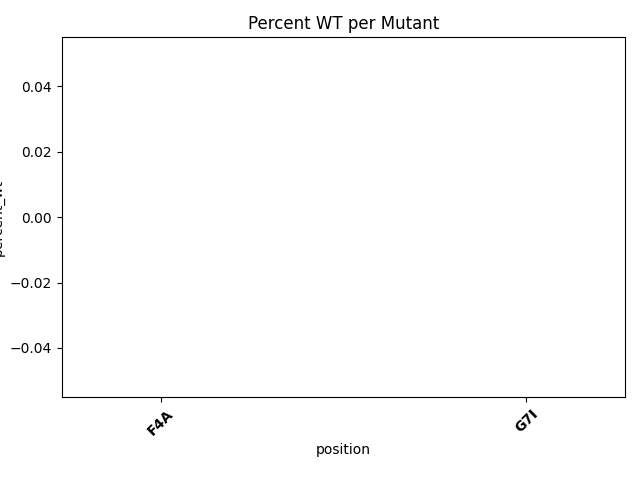 Percent WT per Mutant
0.04
0.02
0.00
−0.02
−0.04
percent_wt
F4A
G7I
position